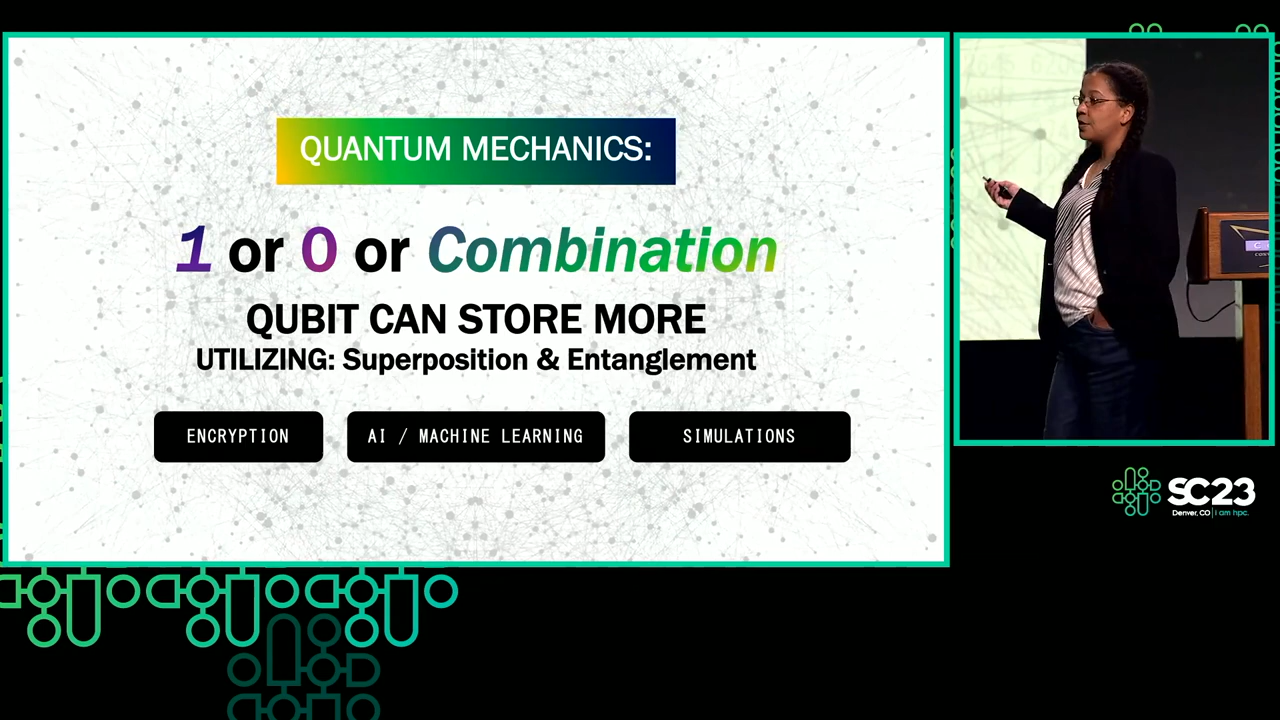 QUANTUM MECHANICS:
1 or 0 or Combination
QUBIT CAN STORE MORE
UTILIZING: Superposition & Entanglement
ENCRYPTION
AI / MACHINE LEARNING
SIMULATIONS
SC23
Denver, CO | i am hpc.